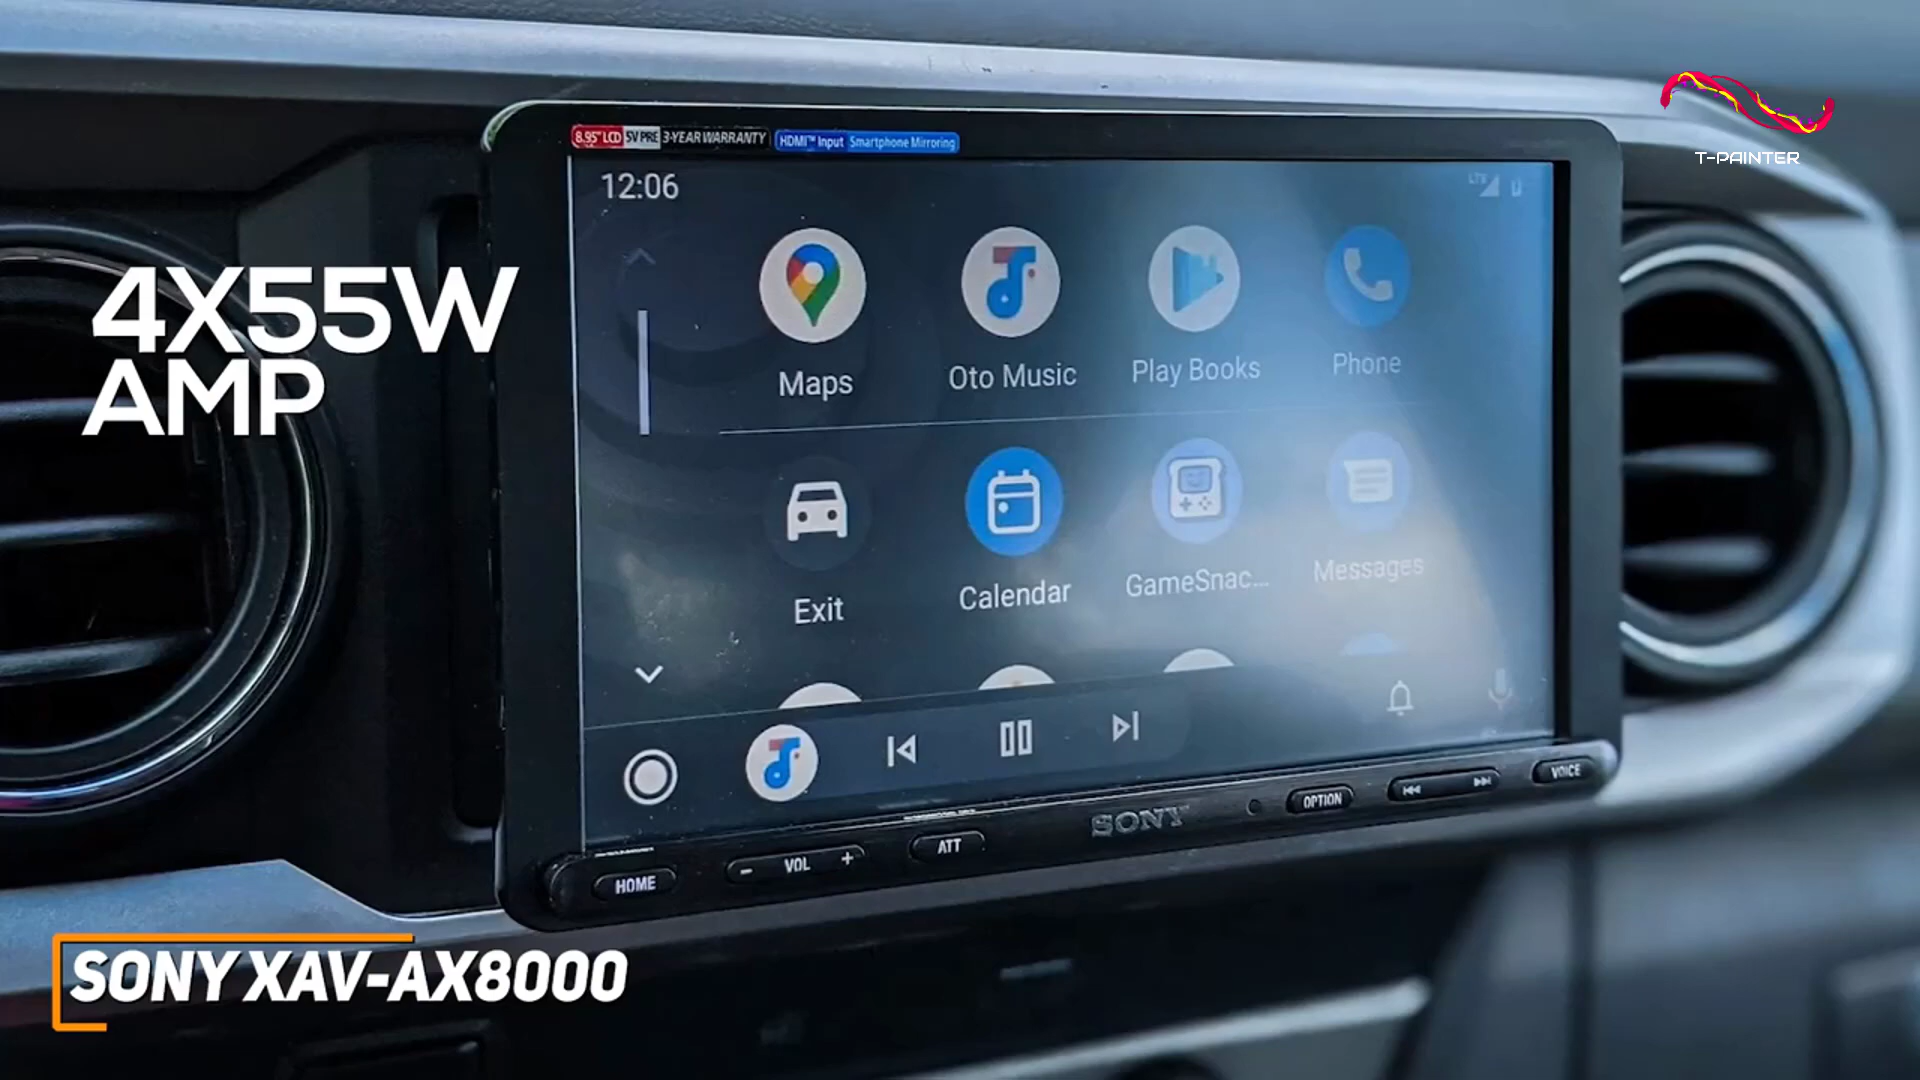 T-PAINTER
8.95" LCD 5V PRE 3-YEAR WARRANTY HDMI™ Input Smartphone Mirroring
12:06
LTE
4X55W
AMP
Maps
Oto Music
Play Books
Phone
Exit
Calendar
GameSnac...
Messages
HOME
- VOL +
ATT
SONY
OPTION
VOICE
SONY XAV-AX8000